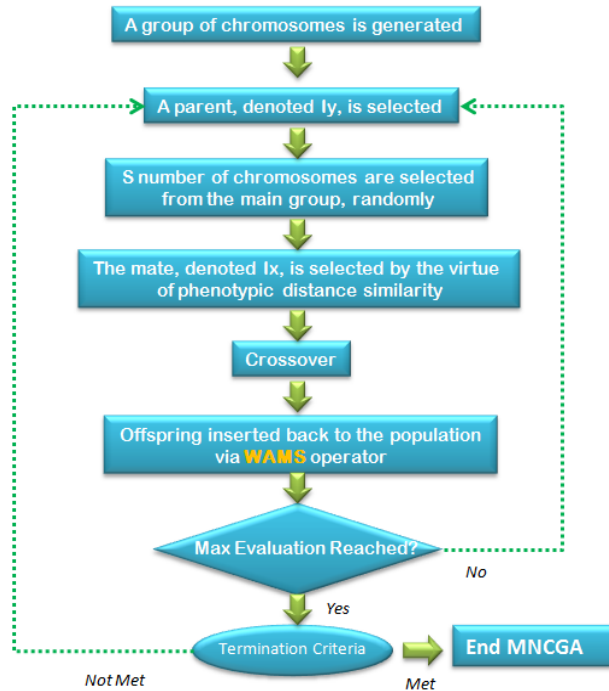 A group of chromosomes is generated
A parent, denoted Iy, is selected
S number of chromosomes are selected
from the main group, randomly
The mate, denoted Ix, is selected by the virtue
of phenotypic distance similarity
Crossover
Offspring inserted back to the population
via WAMS operator
Max Evaluation Reached?
No
Yes
Termination Criteria
End MNCGA
Not Met
Met